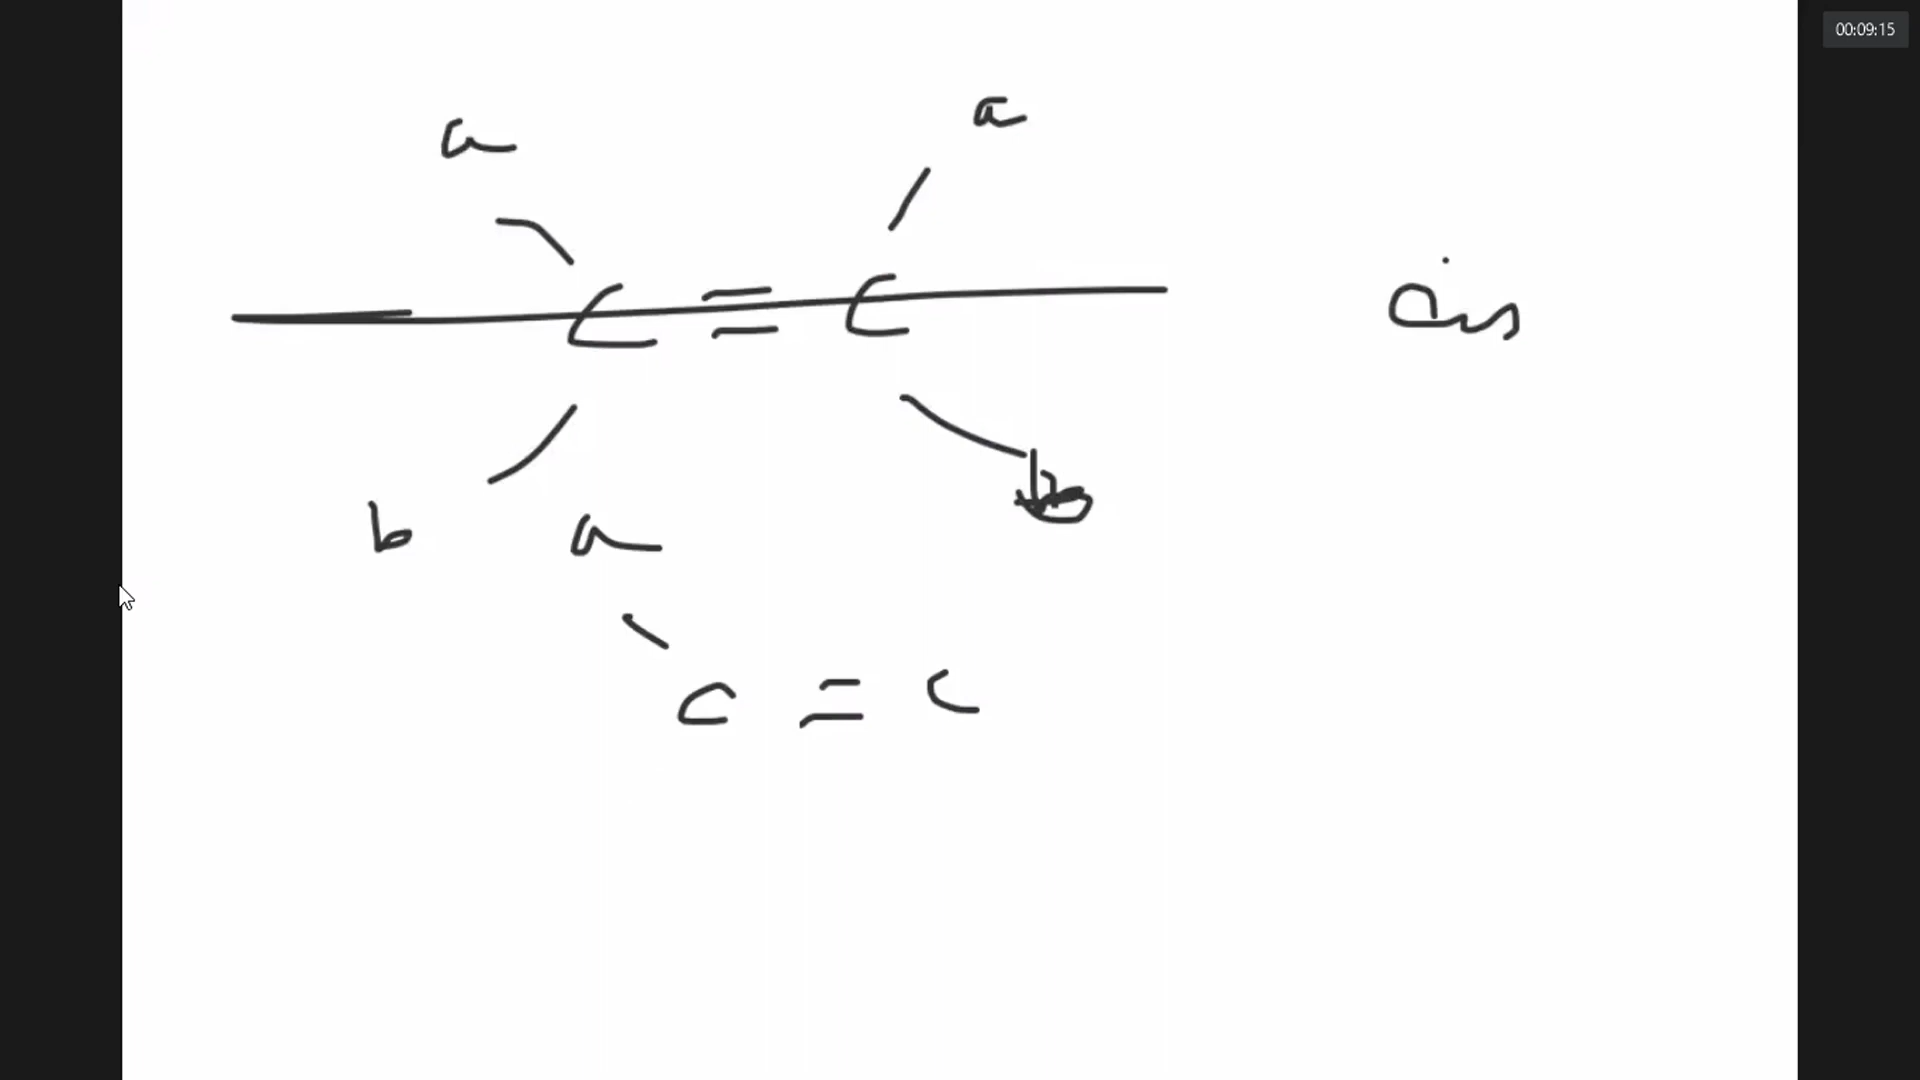 00:09:15
a a
C = C cis
b b
a
C = C